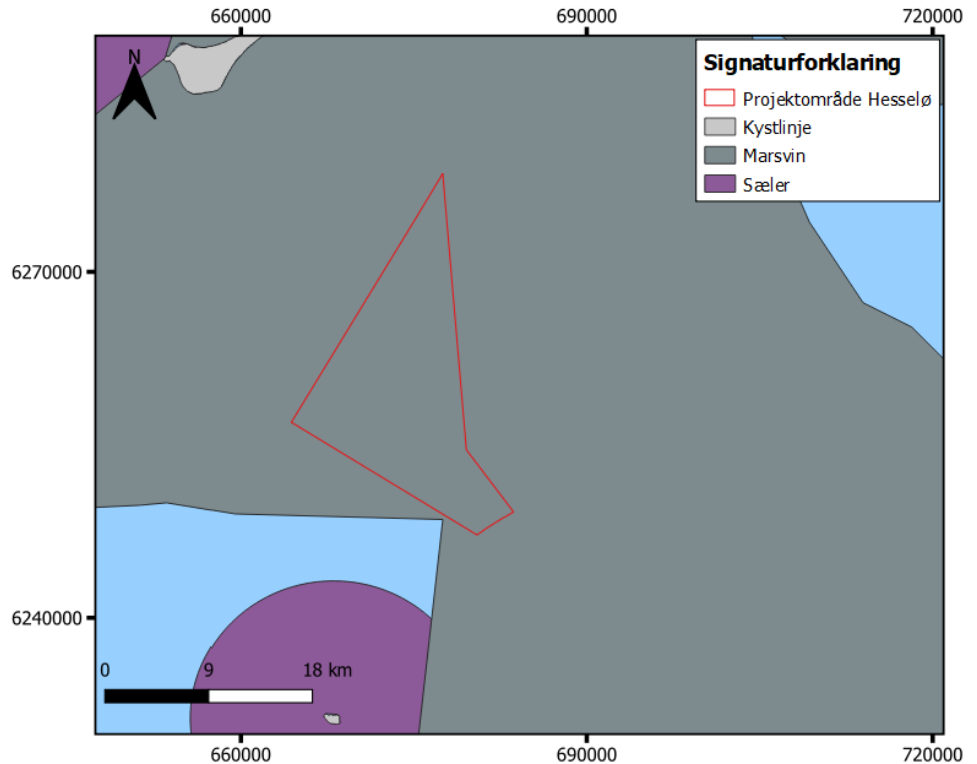 660000 690000 720000
N
Signaturforklaring
Projektområde Hesselø
Kystlinje
Marsvin
Sæler
6270000
6240000
0 9 18 km
660000 690000 720000